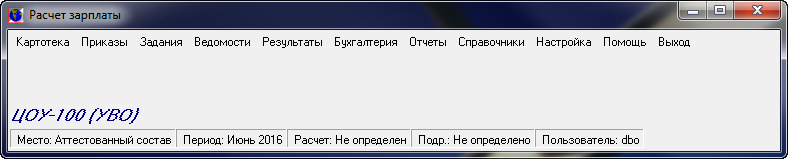 Расчет зарплаты
Картотека Приказы Задания Ведомости Результаты Бухгалтерия Отчеты Справочники Настройка Помощь Выход
ЦОУ-100 (УВО)
Место: Аттестованный состав Период: Июнь 2016 Расчет: Не определен Подр.: Не определено Пользователь: dbo